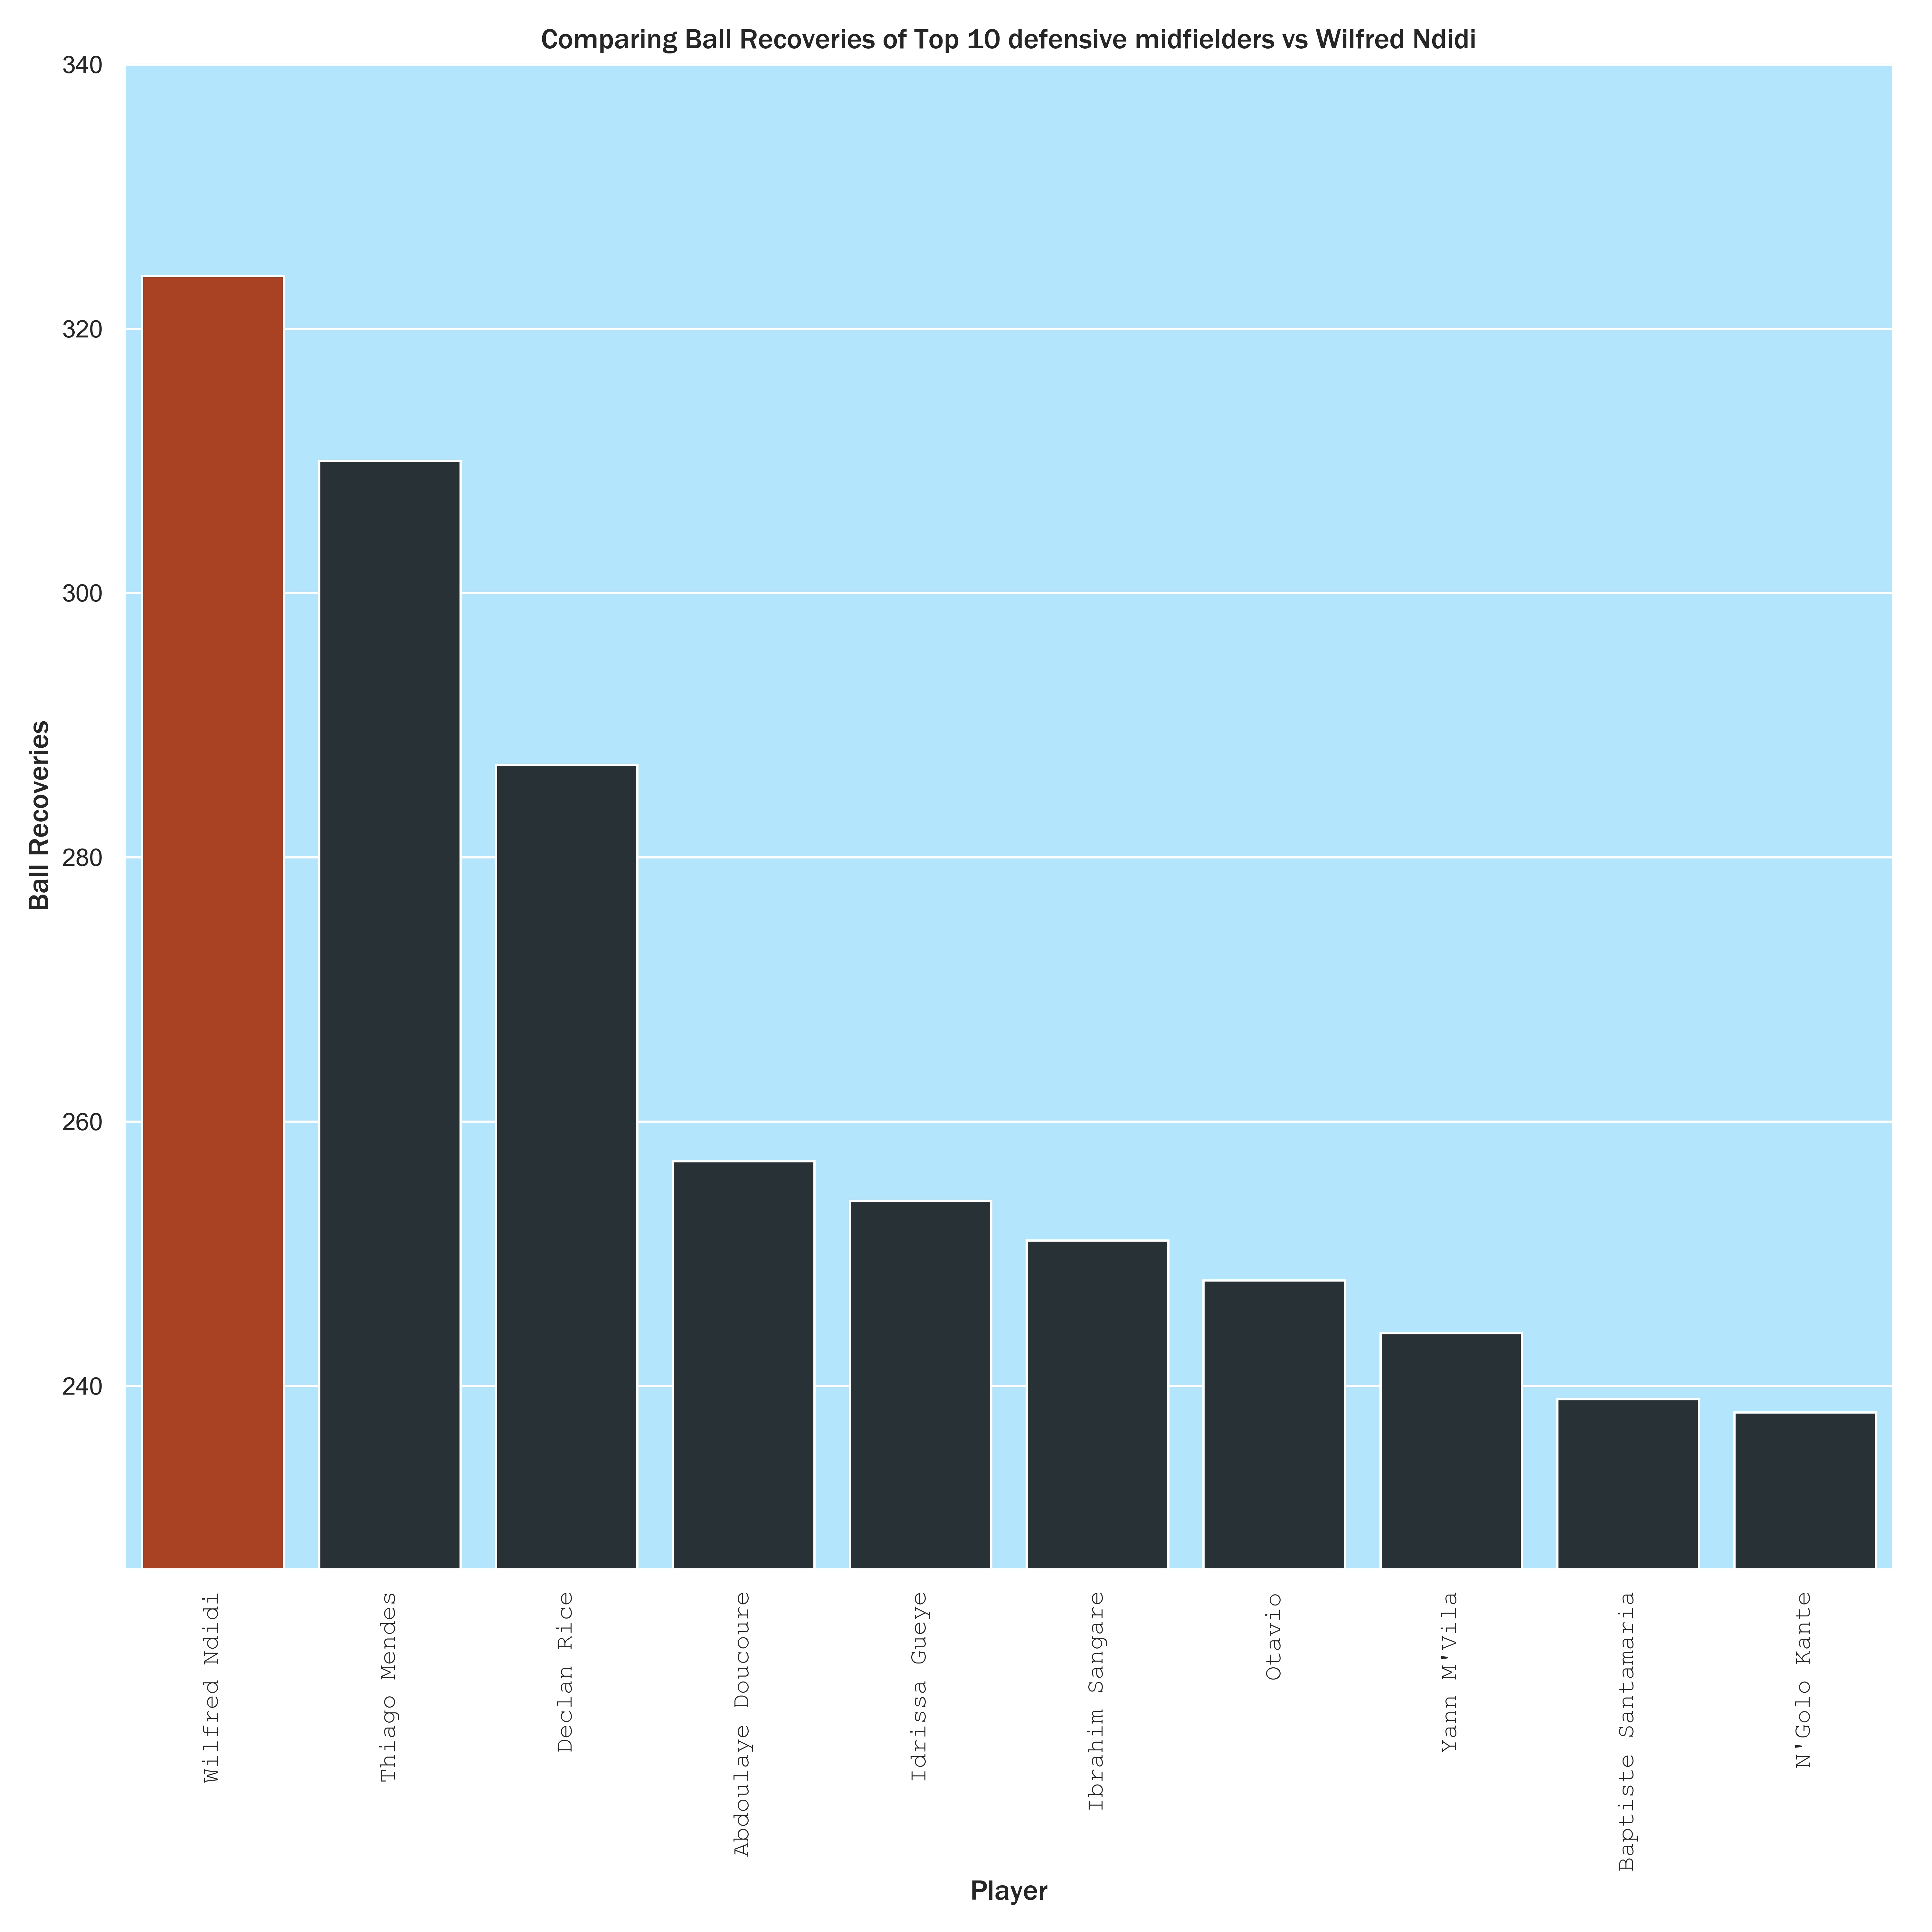 Comparing Ball Recoveries of Top 10 defensive midfielders vs Wilfred Ndidi
340
320
300
280
260
240
Ball Recoveries
Wilfred Ndidi
Thiago Mendes
Declan Rice
Abdoulaye Doucoure
Idrissa Gueye
Ibrahim Sangare
Otavio
Yann M'Vila
Baptiste Santamaria
N'Golo Kante
Player